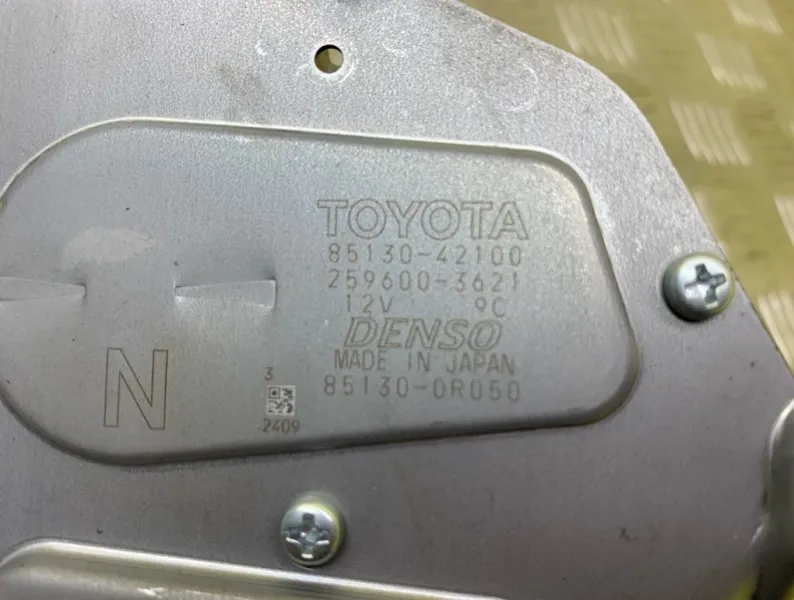 TOYOTA
85130-42100
259600-3621
12V 9C
DENSO
MADE IN JAPAN
85130-0R050
N
3
2409